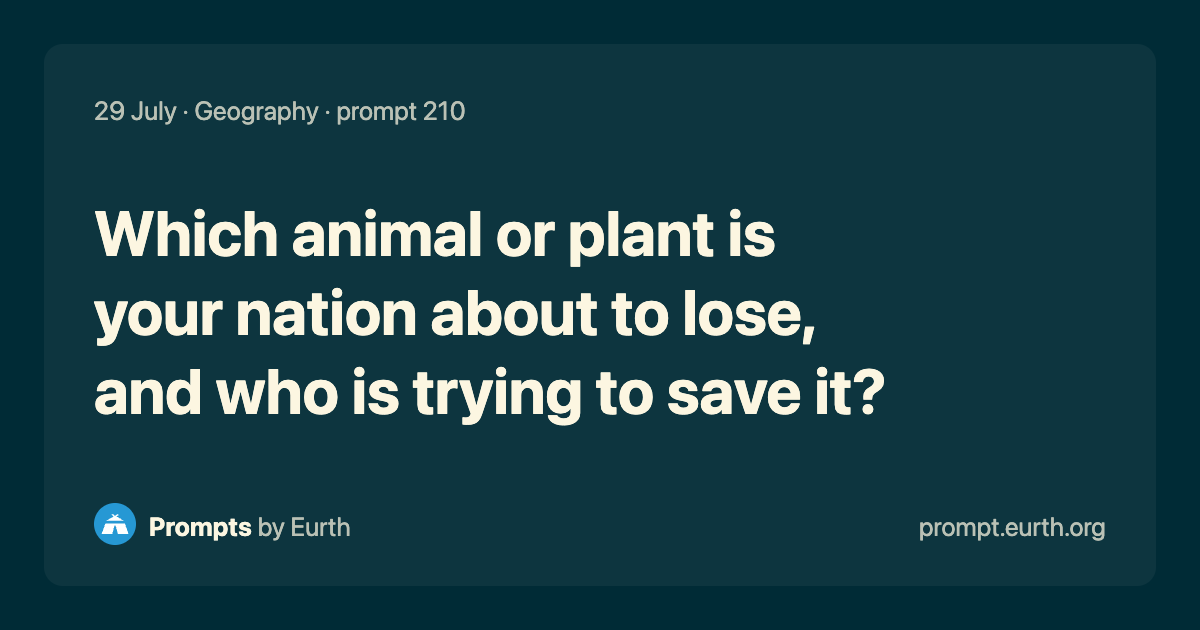 29 July · Geography · prompt 210
Which animal or plant is
your nation about to lose,
and who is trying to save it?
Prompts by Eurth
prompt.eurth.org